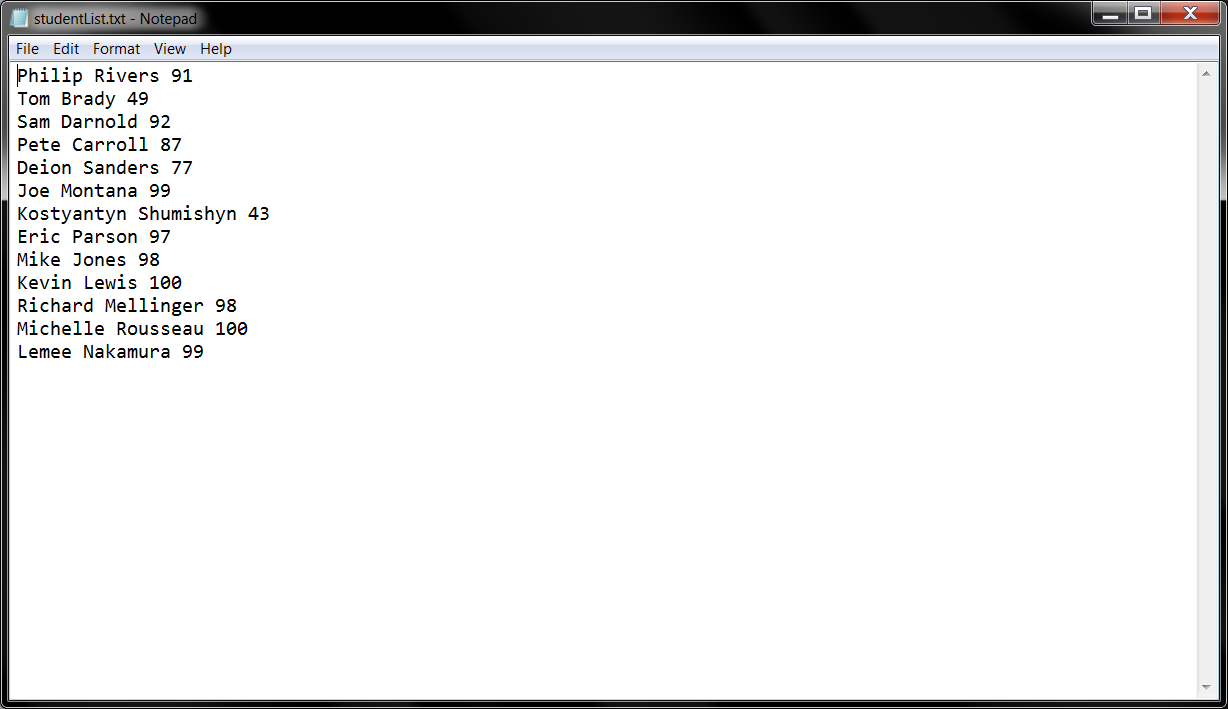 studentList.txt - Notepad
File Edit Format View Help
Philip Rivers 91
Tom Brady 49
Sam Darnold 92
Pete Carroll 87
Deion Sanders 77
Joe Montana 99
Kostyantyn Shumishyn 43
Eric Parson 97
Mike Jones 98
Kevin Lewis 100
Richard Mellinger 98
Michelle Rousseau 100
Lemee Nakamura 99